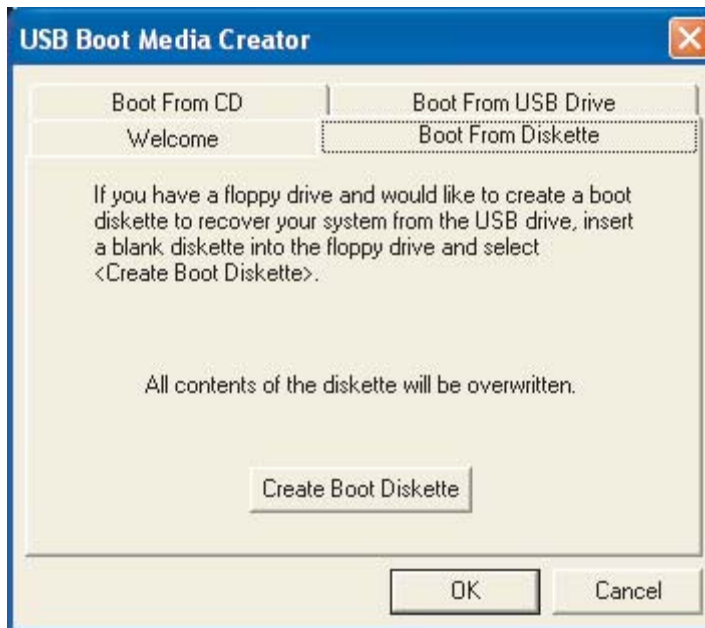 USB Boot Media Creator
Boot From CD
Boot From USB Drive
Welcome
Boot From Diskette
If you have a floppy drive and would like to create a boot
diskette to recover your system from the USB drive, insert
a blank diskette into the floppy drive and select
<Create Boot Diskette>.
All contents of the diskette will be overwritten.
Create Boot Diskette
OK
Cancel